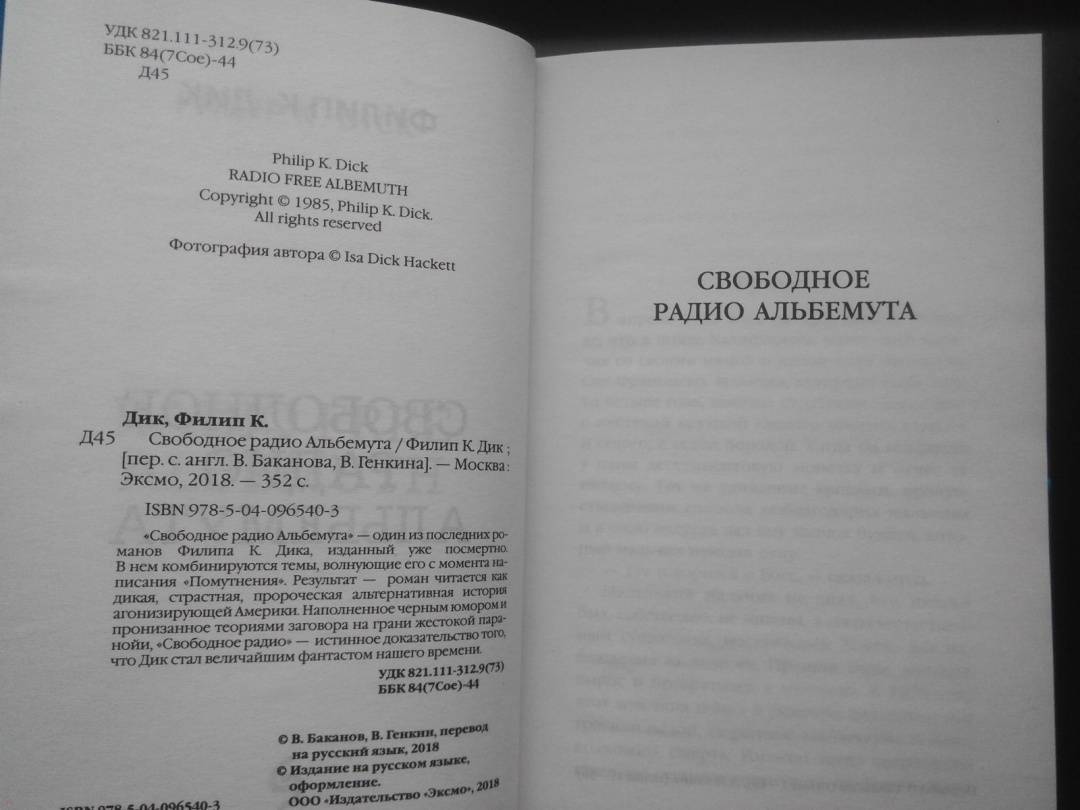 УДК 821.111-312.9(73)
ББК 84(7Сое)-44
Д45
Philip K. Dick
RADIO FREE ALBEMUTH
Copyright © 1985, Philip K. Dick.
All rights reserved
Фотография автора © Isa Dick Hackett
Дик, Филип К.
Д45 Свободное радио Альбемута / Филип К. Дик ;
[пер. с. англ. В. Баканова, В. Генкина]. — Москва :
Эксмо, 2018. — 352 с.
ISBN 978-5-04-096540-3
«Свободное радио Альбемута» — один из последних ро-
манов Филипа К. Дика, изданный уже посмертно.
В нем комбинируются темы, волнующие его с момента на-
писания «Помутнения». Результат — роман читается как
дикая, страстная, пророческая альтернативная история
агонизирующей Америки. Наполненное черным юмором и
пронизанное теориями заговора на грани жестокой пара-
нойи, «Свободное радио» — истинное доказательство того,
что Дик стал величайшим фантастом нашего времени.
УДК 821.111-312.9(73)
ББК 84(7Сое)-44
© В. Баканов, В. Генкин, перевод
на русский язык, 2018
© Издание на русском языке,
оформление.
ООО «Издательство «Эксмо», 2018
ISBN 978-5-04-096540-3
СВОБОДНОЕ
РАДИО АЛЬБЕМУТА